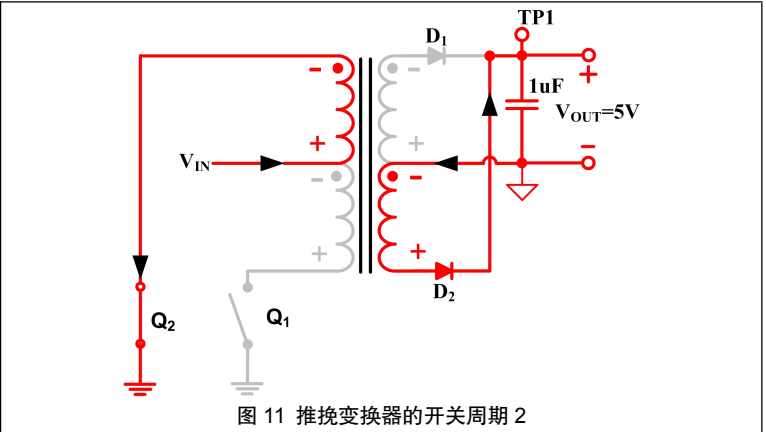 TP1
D1
- -
1uF
+
VOUT=5V
+ +
VIN
-
- -
+ +
D2
Q2
Q1
图 11 推挽变换器的开关周期 2